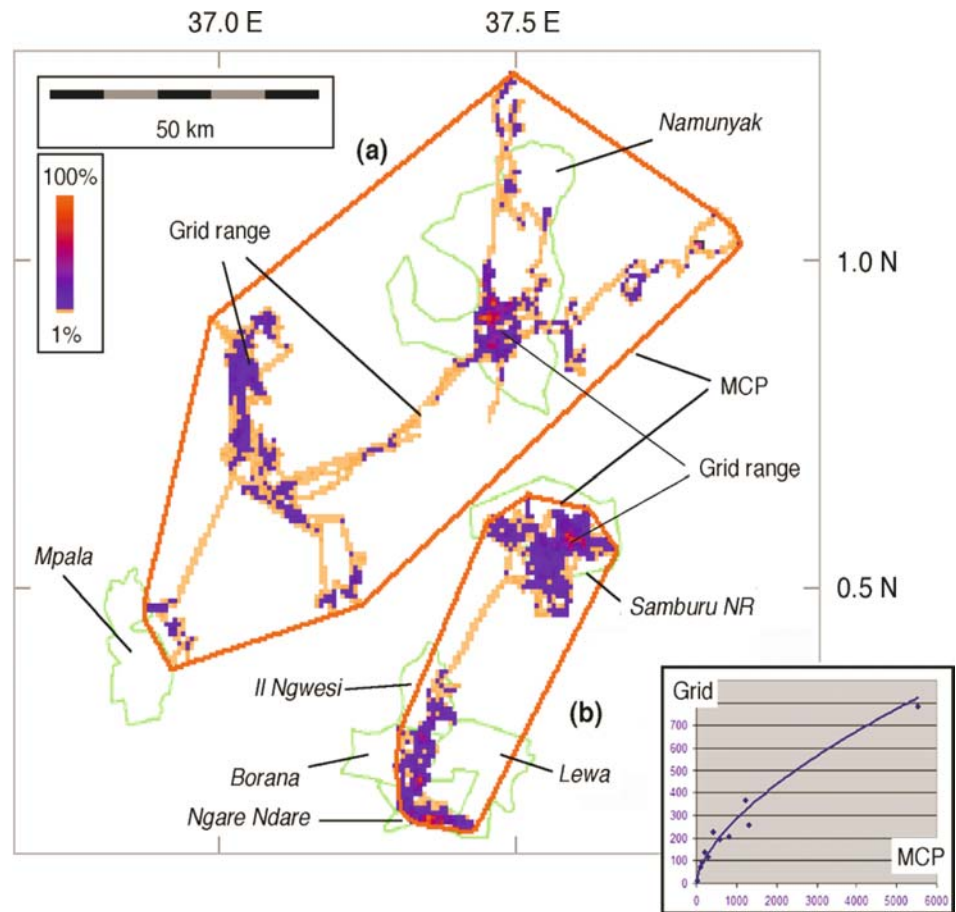 37.0 E
37.5 E
50 km
(a)
Namunyak
100%
1%
Grid range
1.0 N
MCP
Grid range
Mpala
0.5 N
Samburu NR
Il Ngwesi
(b)
Borana
Lewa
Ngare Ndare
Grid
700
600
500
400
300
200
100
0
MCP
0 1000 2000 3000 4000 5000 6000